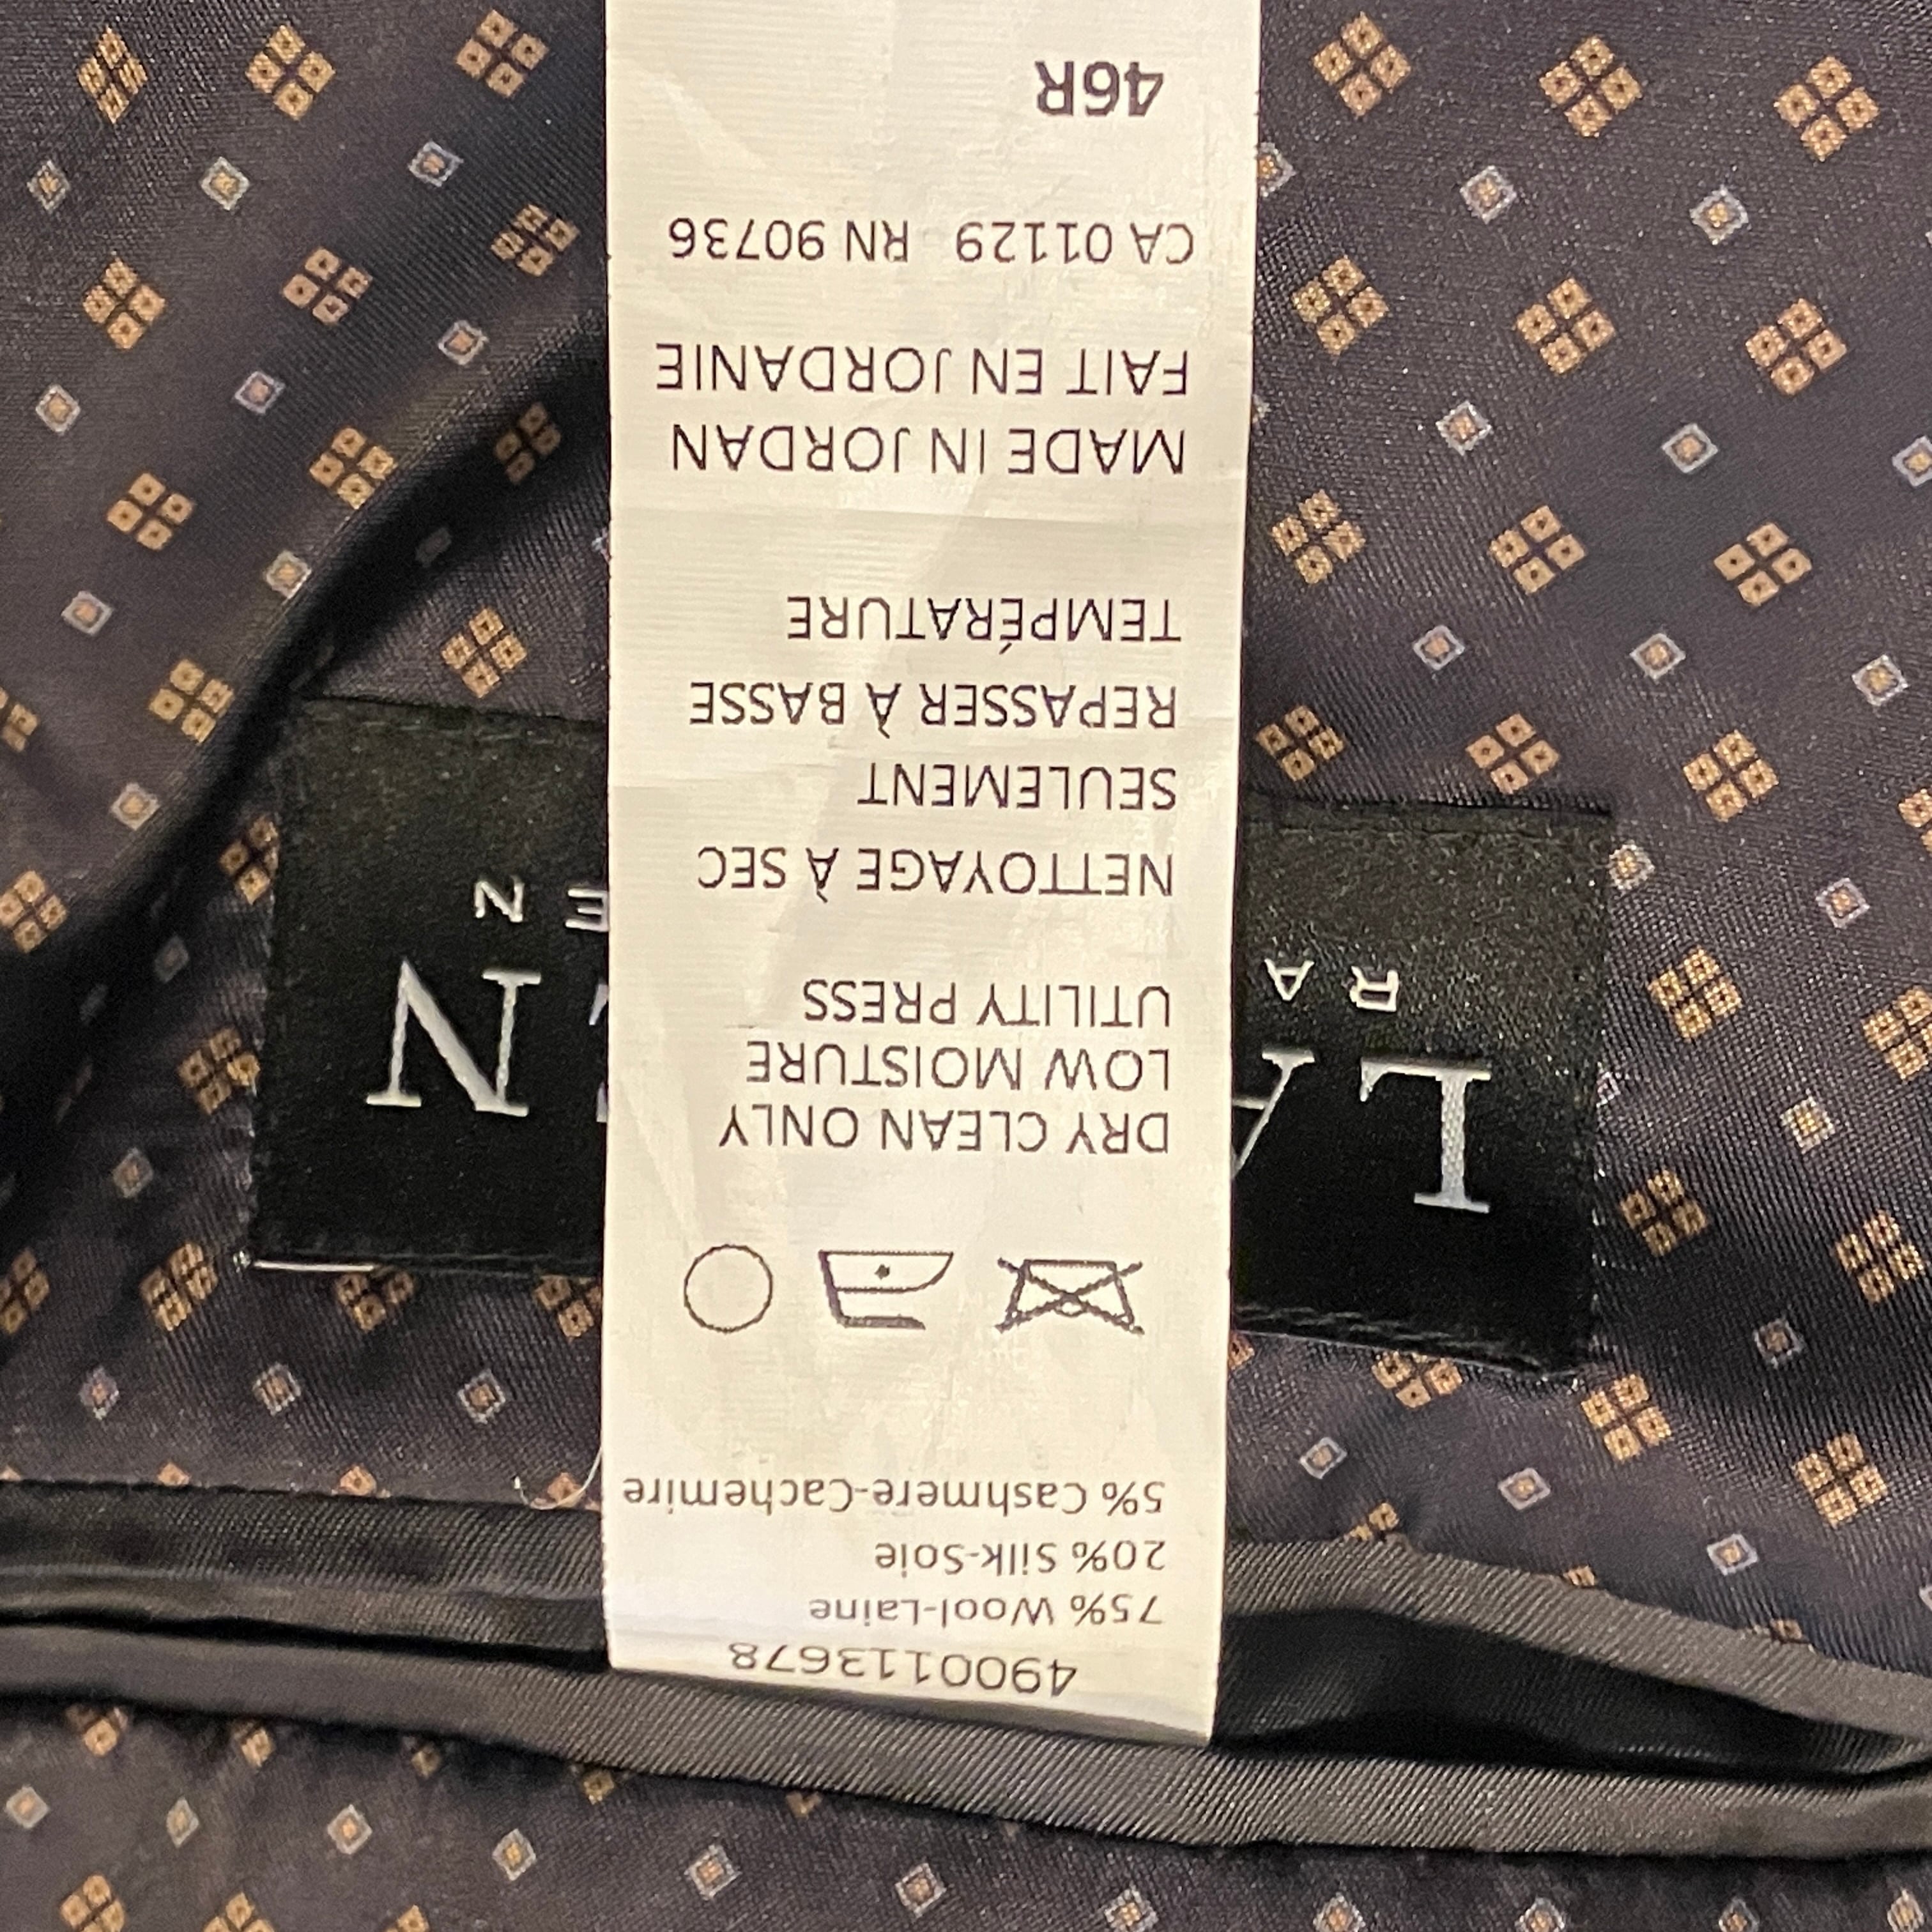 4900113678
75% Wool-Laine
20% Silk-Soie
5% Cashmere-Cachemire
DRY CLEAN ONLY
LOW MOISTURE
UTILITY PRESS
NETTOYAGE À SEC
SEULEMENT
REPASSER À BASSE
TEMPÉRATURE
MADE IN JORDAN
FAIT EN JORDANIE
CA 01129 RN 90736
46R